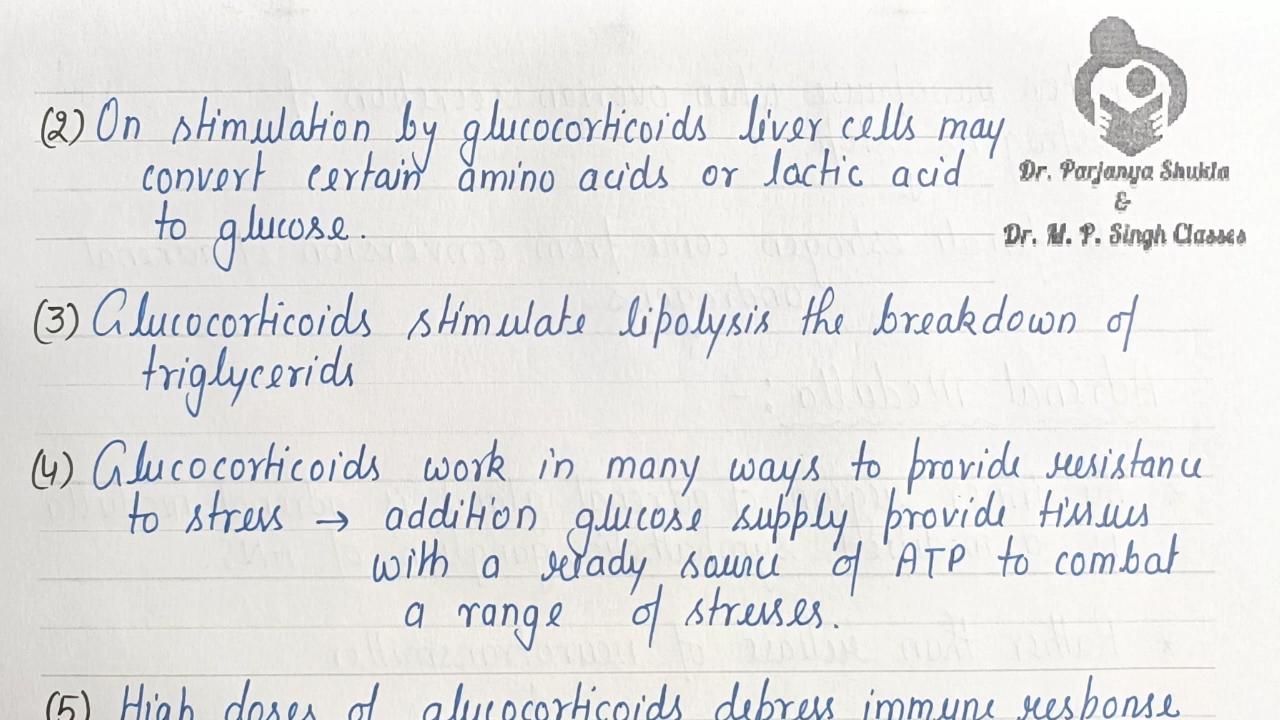 (2) On stimulation by glucocorticoids liver cells may
convert certain amino acids or lactic acid
to glucose.
Dr. Parjanya Shukla
&
Dr. M. P. Singh Classes
(3) Glucocorticoids stimulate lipolysis the breakdown of
triglycerids
(4) Glucocorticoids work in many ways to provide resistance
to stress → addition glucose supply provide tissues
with a ready source of ATP to combat
a range of stresses.
(5) High doses of glucocorticoids depress immune response